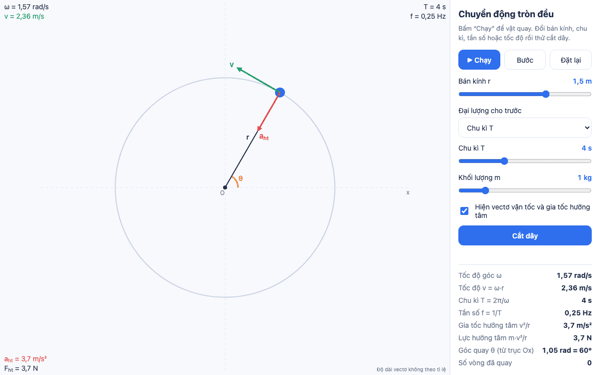 ω = 1,57 rad/s
v = 2,36 m/s
T = 4 s
f = 0,25 Hz
v
r
aht
θ
O
x
aht = 3,7 m/s²
Fht = 3,7 N
Độ dài vectơ không theo tỉ lệ
Chuyển động tròn đều
Bấm “Chạy” để vật quay. Đổi bán kính, chu
kì, tần số hoặc tốc độ rồi thử cắt dây.
▶ Chạy
Bước
Đặt lại
Bán kính r 1,5 m
Đại lượng cho trước
Chu kì T
Chu kì T 4 s
Khối lượng m 1 kg
Hiện vectơ vận tốc và gia tốc hướng
tâm
Cắt dây
Tốc độ góc ω 1,57 rad/s
Tốc độ v = ω·r 2,36 m/s
Chu kì T = 2π/ω 4 s
Tần số f = 1/T 0,25 Hz
Gia tốc hướng tâm v²/r 3,7 m/s²
Lực hướng tâm m·v²/r 3,7 N
Góc quay θ (từ trục Ox) 1,05 rad = 60°
Số vòng đã quay 0